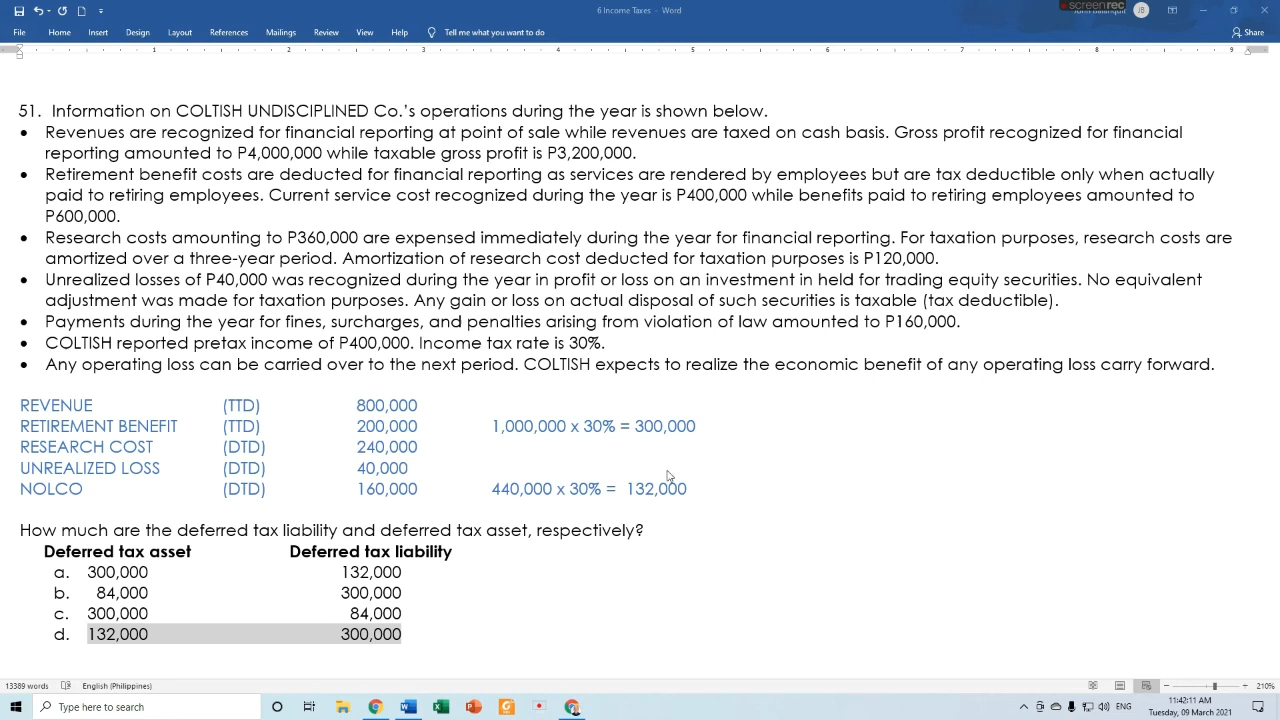 screenrec
6 Income Taxes - Word
JB
File Home Insert Design Layout References Mailings Review View Help Tell me what you want to do Share
1 2 3 4 5 6 7 8 9
51. Information on COLTISH UNDISCIPLINED Co.'s operations during the year is shown below.
• Revenues are recognized for financial reporting at point of sale while revenues are taxed on cash basis. Gross profit recognized for financial
reporting amounted to P4,000,000 while taxable gross profit is P3,200,000.
• Retirement benefit costs are deducted for financial reporting as services are rendered by employees but are tax deductible only when actually
paid to retiring employees. Current service cost recognized during the year is P400,000 while benefits paid to retiring employees amounted to
P600,000.
• Research costs amounting to P360,000 are expensed immediately during the year for financial reporting. For taxation purposes, research costs are
amortized over a three-year period. Amortization of research cost deducted for taxation purposes is P120,000.
• Unrealized losses of P40,000 was recognized during the year in profit or loss on an investment in held for trading equity securities. No equivalent
adjustment was made for taxation purposes. Any gain or loss on actual disposal of such securities is taxable (tax deductible).
• Payments during the year for fines, surcharges, and penalties arising from violation of law amounted to P160,000.
• COLTISH reported pretax income of P400,000. Income tax rate is 30%.
• Any operating loss can be carried over to the next period. COLTISH expects to realize the economic benefit of any operating loss carry forward.
REVENUE (TTD) 800,000
RETIREMENT BENEFIT (TTD) 200,000 1,000,000 x 30% = 300,000
RESEARCH COST (DTD) 240,000
UNREALIZED LOSS (DTD) 40,000
NOLCO (DTD) 160,000 440,000 x 30% = 132,000
How much are the deferred tax liability and deferred tax asset, respectively?
Deferred tax asset Deferred tax liability
a. 300,000 132,000
b. 84,000 300,000
c. 300,000 84,000
d. 132,000 300,000
13389 words English (Philippines) 210%
Type here to search ENG 11:42:11 AM
Tuesday, 09 March 2021